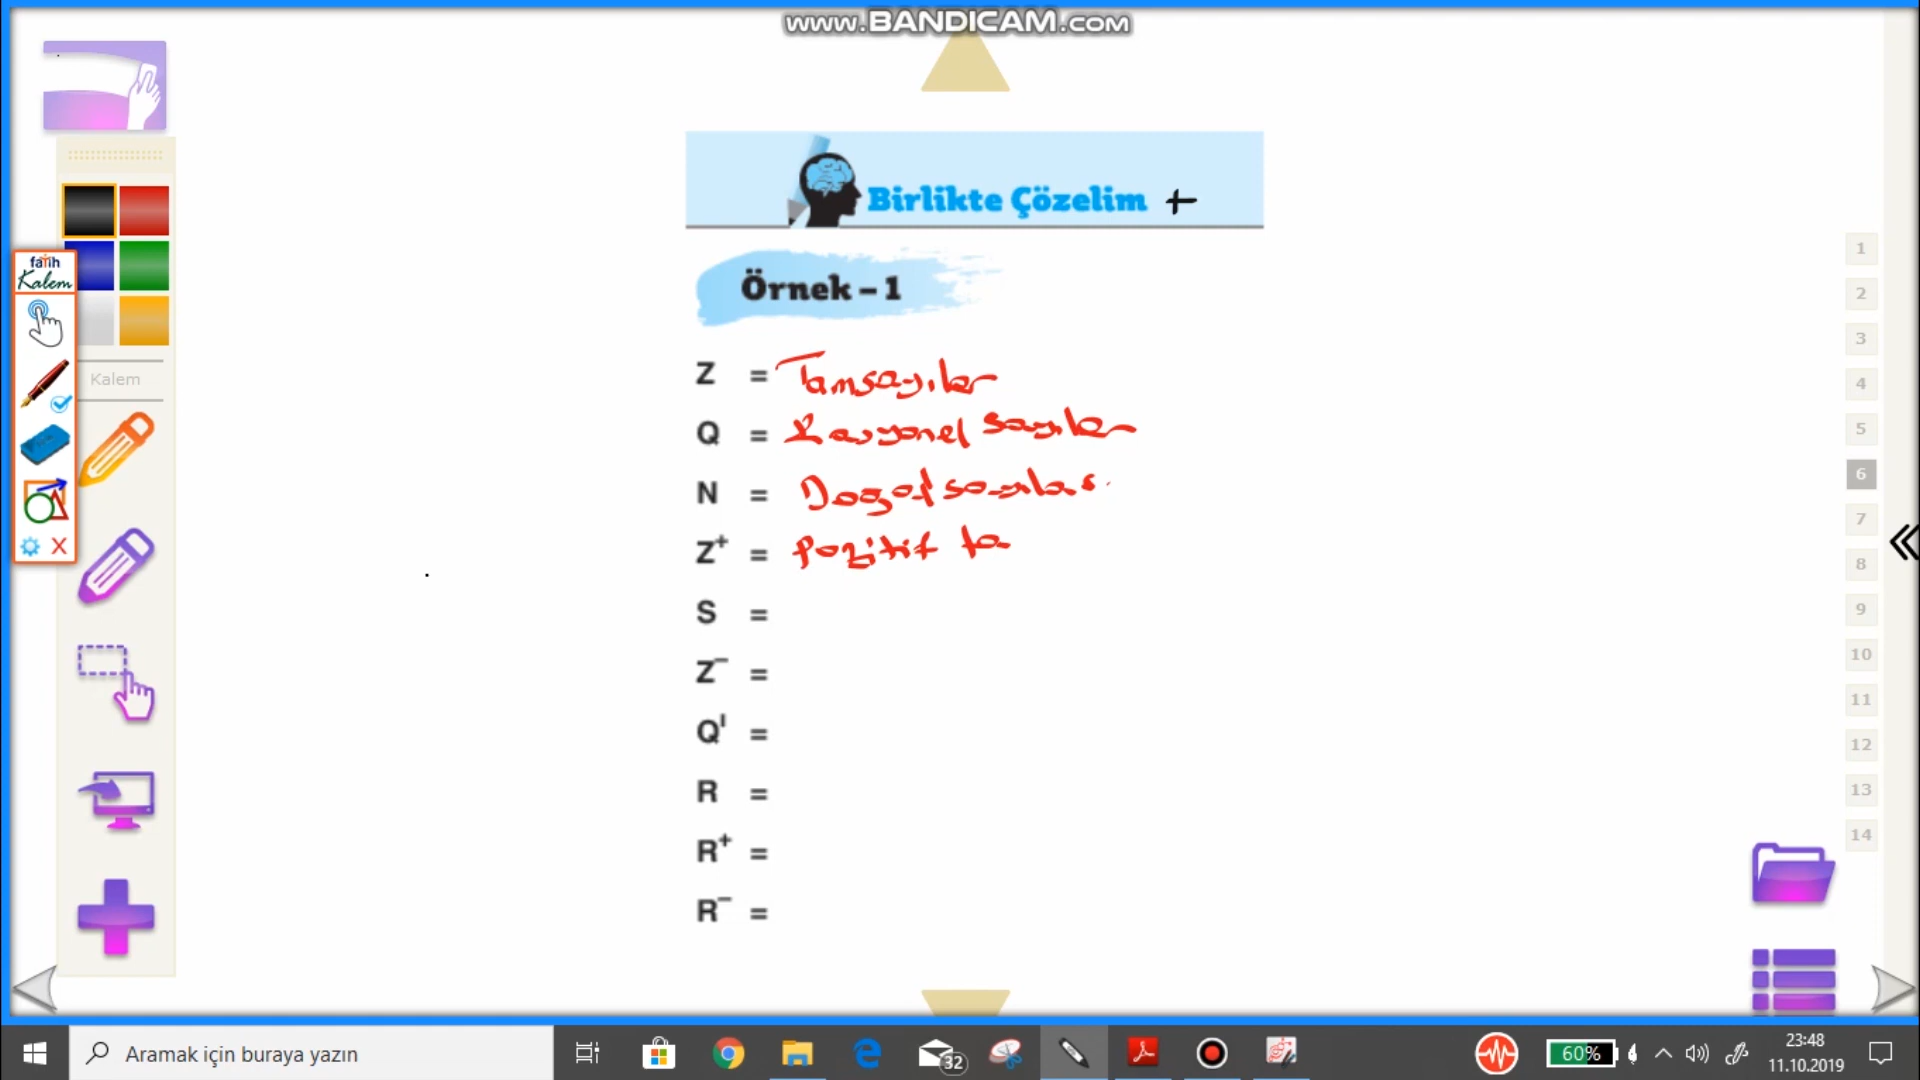 www.BANDICAM.com
Birlikte Çözelim +
Örnek – 1
fatih
Kalem
Kalem
Z = Tamsayılar
Q = Rasyonel sayılar
N = Doğal sayılar
Z⁺ = pozitif ta
S =
Z⁻ =
Q' =
R =
R⁺ =
R⁻ =
1
2
3
4
5
6
7
8
9
10
11
12
13
14
Aramak için buraya yazın
32
60%
23:48
11.10.2019